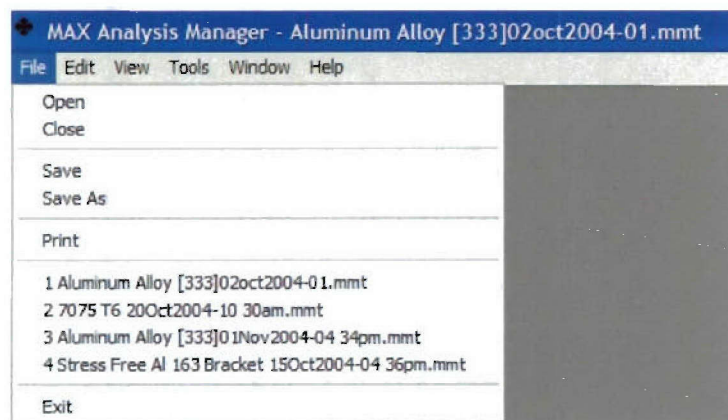 MAX Analysis Manager - Aluminum Alloy [333]02oct2004-01.mmt
File Edit View Tools Window Help
Open
Close
Save
Save As
Print
1 Aluminum Alloy [333]02oct2004-01.mmt
2 7075 T6 20Oct2004-10 30am.mmt
3 Aluminum Alloy [333]01Nov2004-04 34pm.mmt
4 Stress Free Al 163 Bracket 15Oct2004-04 36pm.mmt
Exit